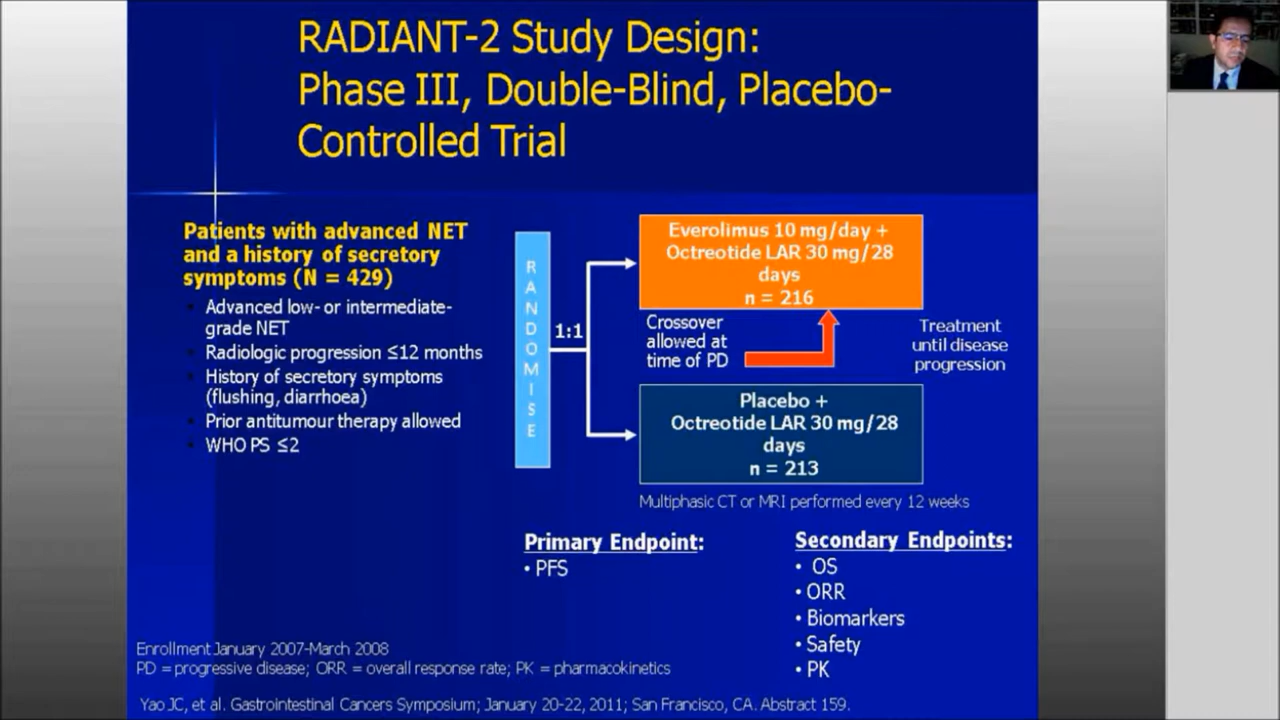 RADIANT-2 Study Design:
Phase III, Double-Blind, Placebo-
Controlled Trial
Patients with advanced NET
and a history of secretory
symptoms (N = 429)
Advanced low- or intermediate-
grade NET
Radiologic progression ≤12 months
History of secretory symptoms
(flushing, diarrhoea)
Prior antitumour therapy allowed
WHO PS ≤2
RANDOMISE
1:1
Everolimus 10 mg/day +
Octreotide LAR 30 mg/28
days
n = 216
Crossover
allowed at
time of PD
Treatment
until disease
progression
Placebo +
Octreotide LAR 30 mg/28
days
n = 213
Multiphasic CT or MRI performed every 12 weeks
Primary Endpoint:
• PFS
Secondary Endpoints:
• OS
• ORR
• Biomarkers
• Safety
• PK
Enrollment January 2007-March 2008
PD = progressive disease; ORR = overall response rate; PK = pharmacokinetics
Yao JC, et al. Gastrointestinal Cancers Symposium; January 20-22, 2011; San Francisco, CA. Abstract 159.